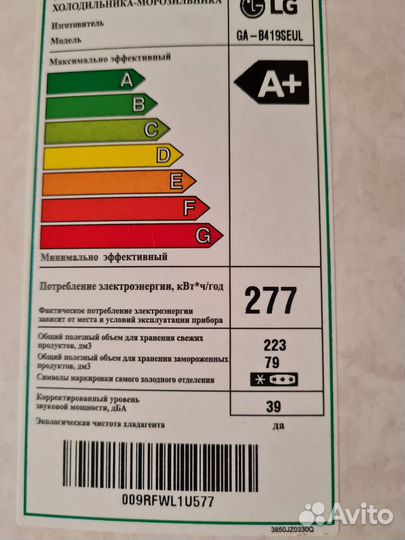 ХОЛОДИЛЬНИКА-МОРОЗИЛЬНИКА
Изготовитель LG
Модель GA-B419SEUL
Максимально эффективный
A A+
B
C
D
E
F
G
Минимально эффективный
Потребление электроэнергии, кВт*ч/год 277
Фактическое потребление электроэнергии
зависит от места и условий эксплуатации прибора
Общий полезный объем для хранения свежих
продуктов, дм3 223
Общий полезный объем для хранения замороженных
продуктов, дм3 79
Символы маркировки самого холодного отделения
Корректированный уровень
звуковой мощности, дБА 39
Экологическая чистота хладагента да
009RFWL1U577
3850JZ0330Q
Avito